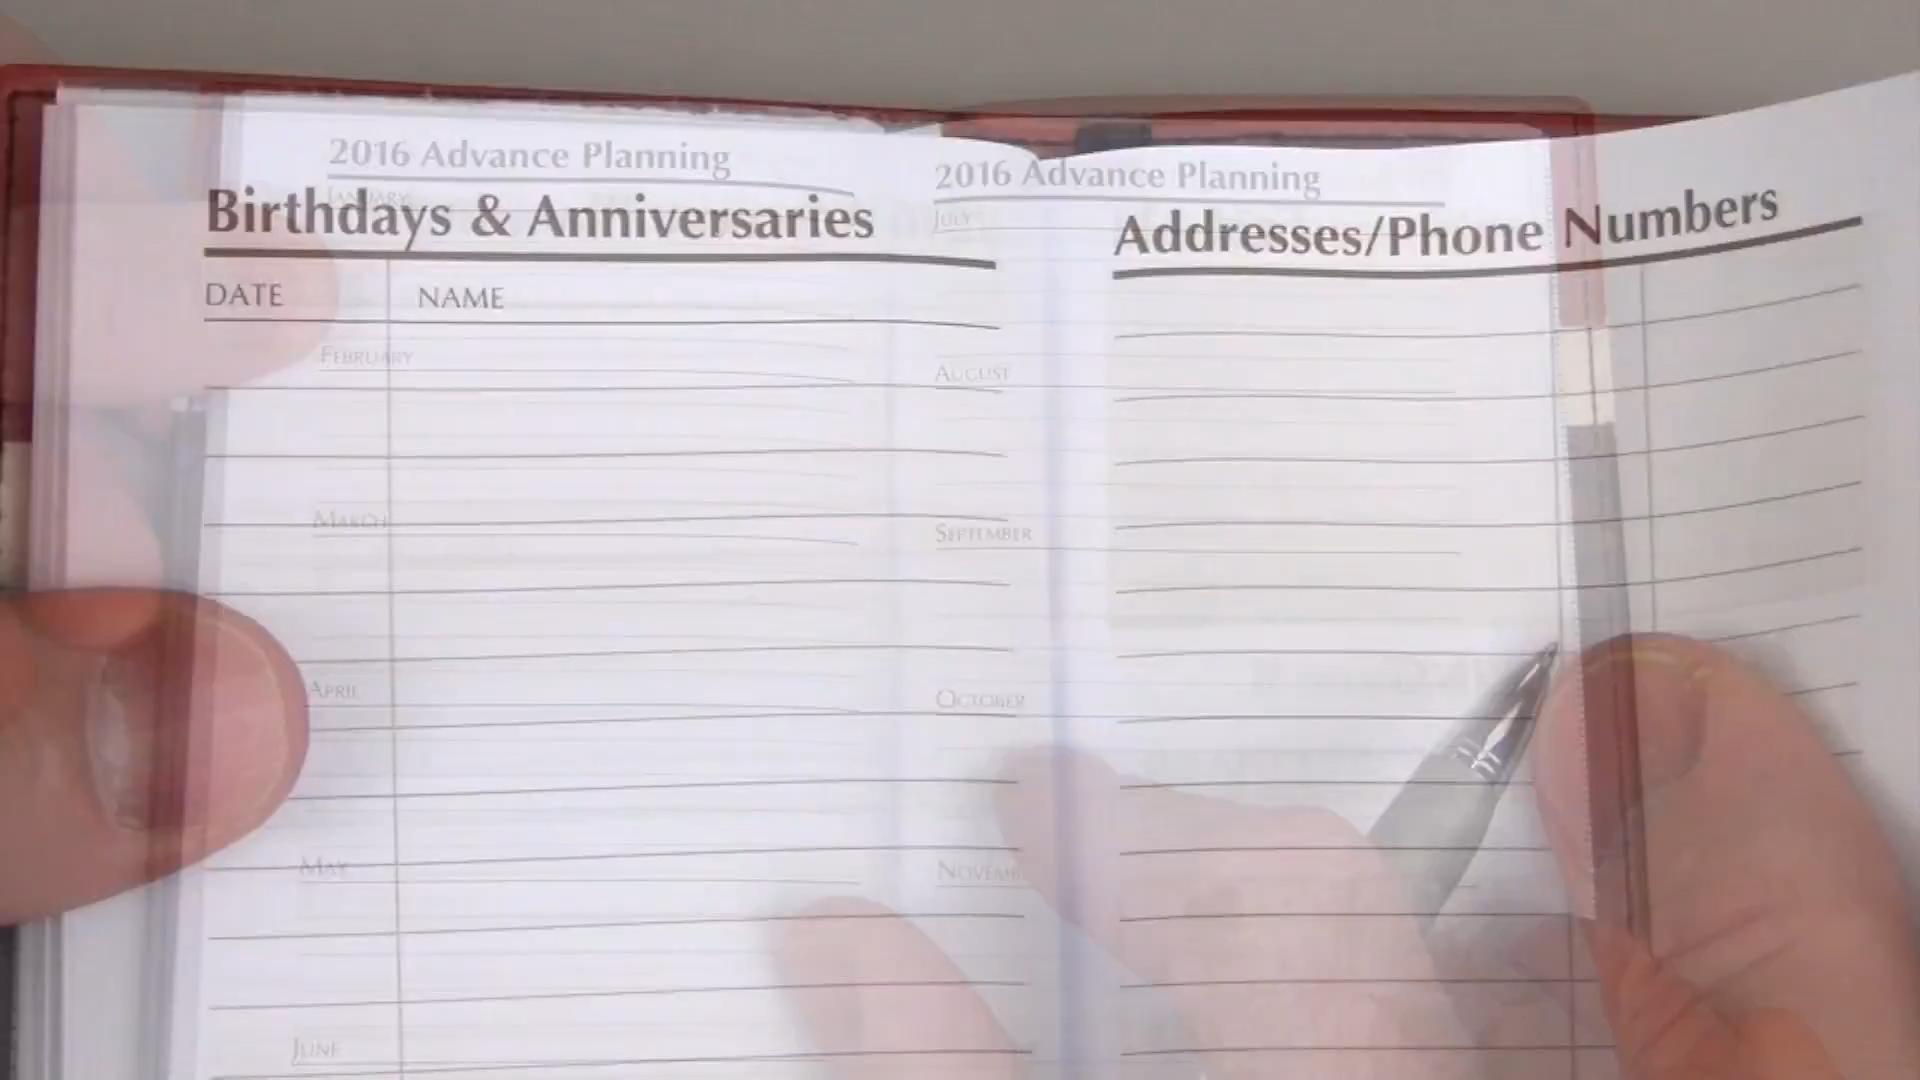 2016 Advance Planning
2016 Advance Planning
Birthdays & Anniversaries
Addresses/Phone Numbers
JANUARY
JULY
DATE
NAME
FEBRUARY
AUGUST
MARCH
SEPTEMBER
APRIL
OCTOBER
MAY
JUNE